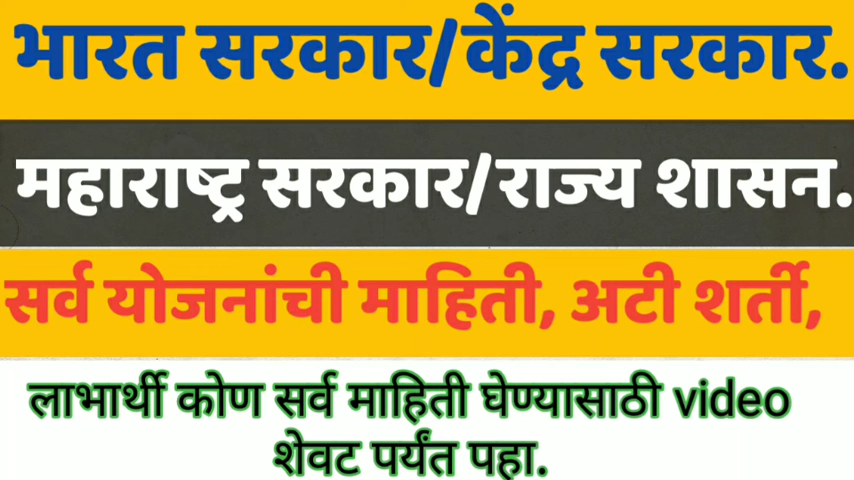 भारत सरकार/केंद्र सरकार.
महाराष्ट्र सरकार/राज्य शासन.
सर्व योजनांची माहिती, अटी शर्ती,
लाभार्थी कोण सर्व माहिती घेण्यासाठी video
शेवट पर्यंत पहा.